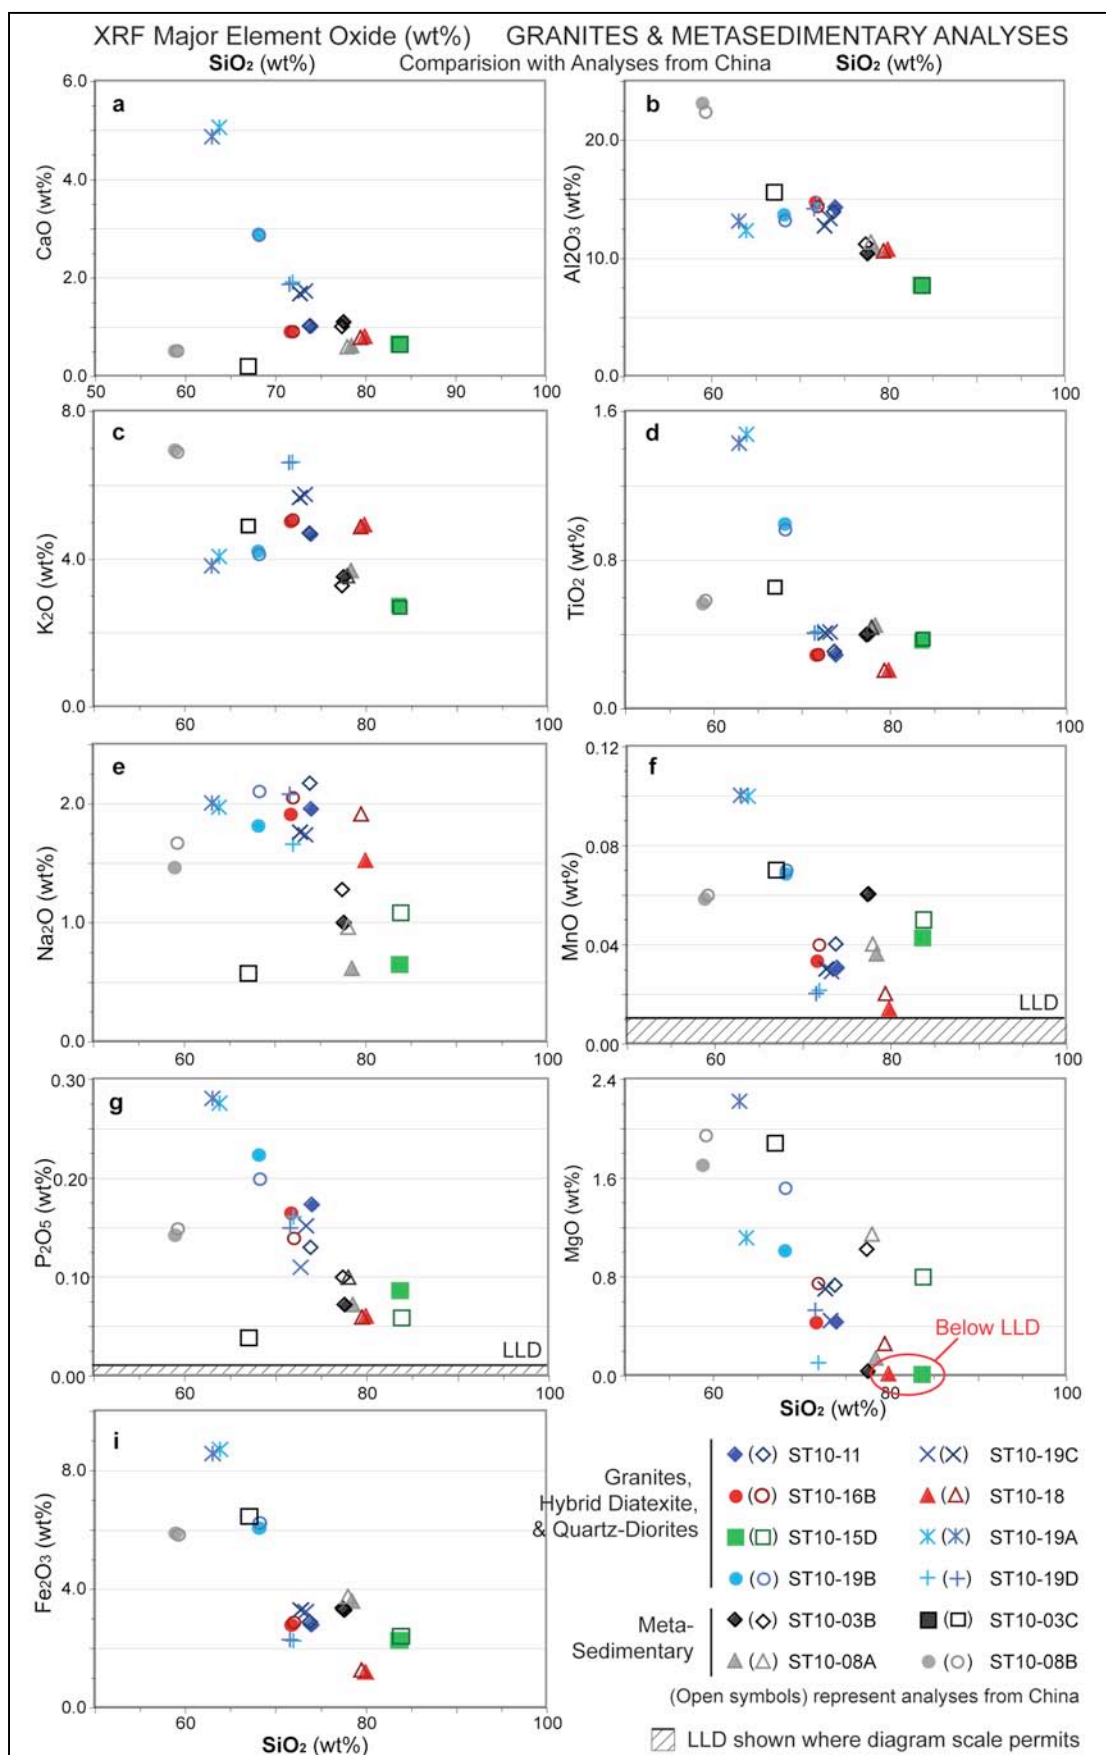 XRF Major Element Oxide (wt%) GRANITES & METASEDIMENTARY ANALYSES
SiO₂ (wt%) Comparision with Analyses from China SiO₂ (wt%)
a
CaO (wt%)
6.0
4.0
2.0
0.0
50 60 70 80 90 100
b
Al2O3 (wt%)
20.0
10.0
0.0
60 80 100
c
K₂O (wt%)
8.0
4.0
0.0
60 80 100
d
TiO₂ (wt%)
1.6
0.8
0.0
60 80 100
e
Na₂O (wt%)
2.0
1.0
0.0
60 80 100
f
MnO (wt%)
0.12
0.08
0.04
0.00
LLD
60 80 100
g
P₂O₅ (wt%)
0.30
0.20
0.10
0.00
LLD
60 80 100
MgO (wt%)
2.4
1.6
0.8
0.0
Below LLD
60 80 100
SiO₂ (wt%)
i
Fe₂O₃ (wt%)
8.0
4.0
0.0
60 80 100
SiO₂ (wt%)
Granites,
Hybrid Diatexite,
& Quartz-Diorites
( ) ST10-11 ( ) ST10-19C
( ) ST10-16B ( ) ST10-18
( ) ST10-15D ( ) ST10-19A
( ) ST10-19B ( ) ST10-19D
Meta-
Sedimentary
( ) ST10-03B ( ) ST10-03C
( ) ST10-08A ( ) ST10-08B
(Open symbols) represent analyses from China
LLD shown where diagram scale permits